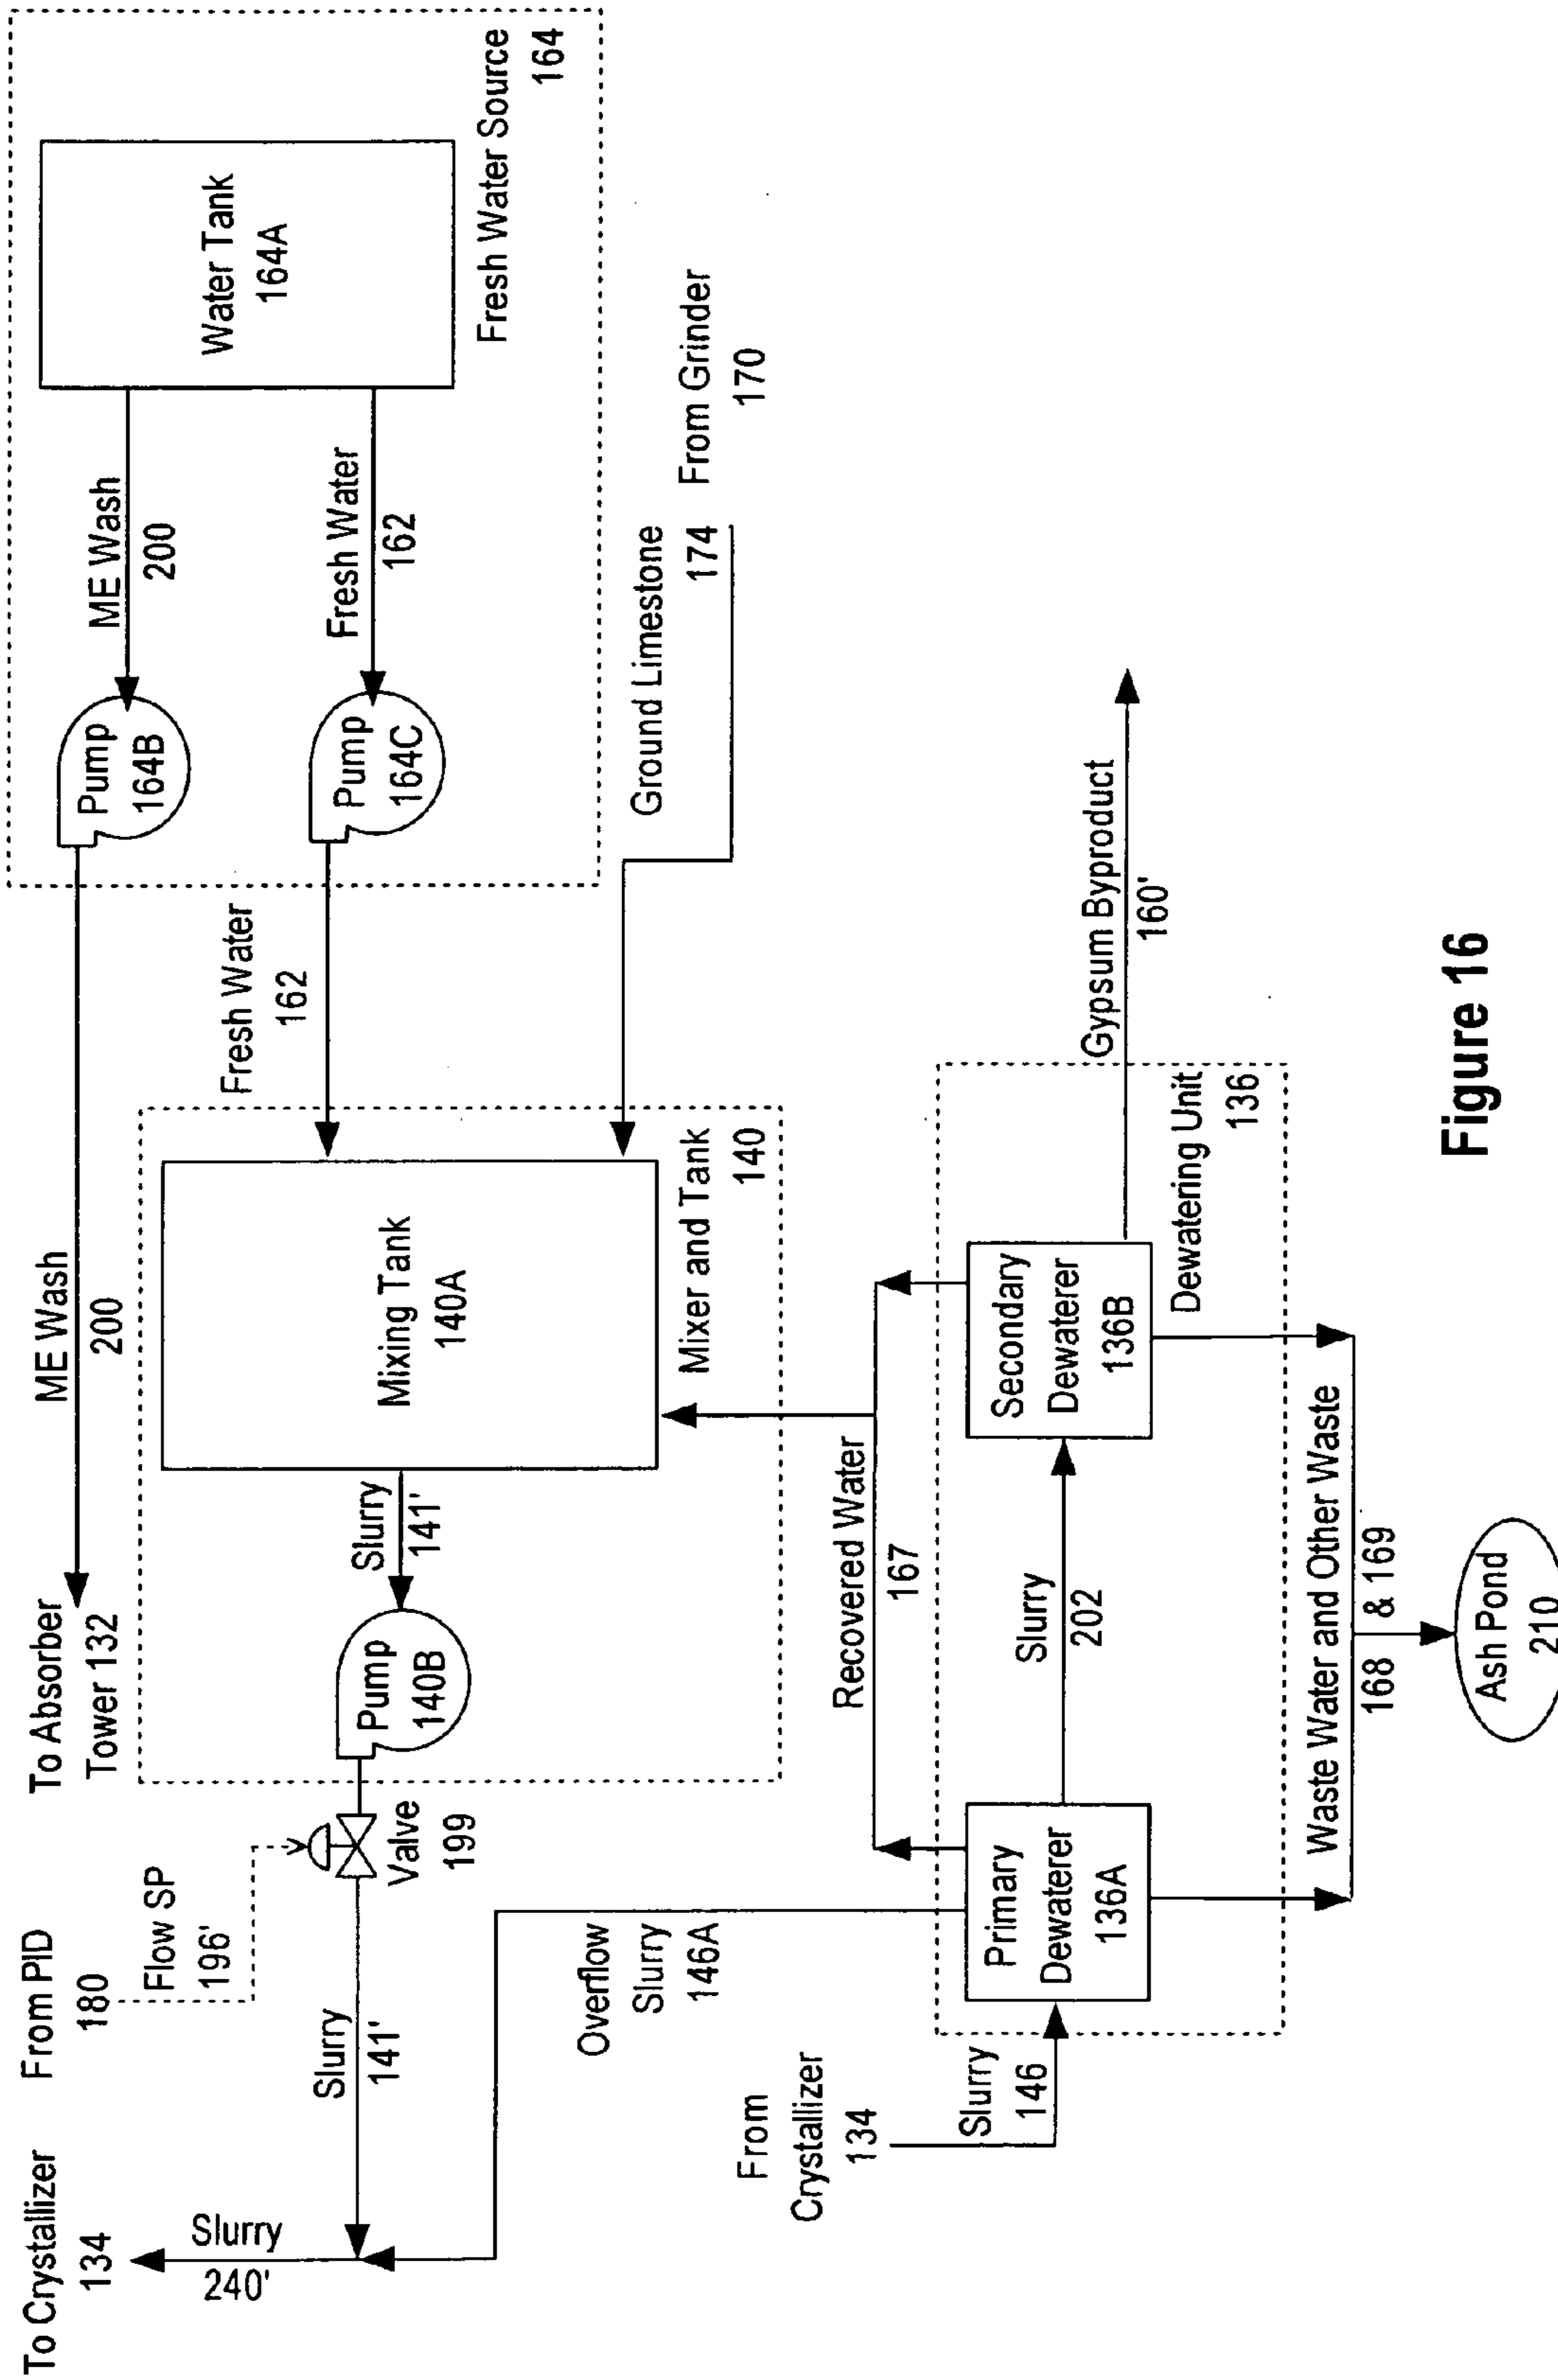 To Crystallizer
134
From PID
180
To Absorber
Tower 132
ME Wash
200
Pump
164B
ME Wash
200
Water Tank
164A
Fresh Water Source
164
Slurry
240'
Flow SP
196'
Slurry
141'
Valve
199
Pump
140B
Slurry
141'
Mixing Tank
140A
Mixer and Tank
140
Fresh Water
162
Pump
164C
Fresh Water
162
Ground Limestone
174
From Grinder
170
Overflow
Slurry
146A
Recovered Water
167
From
Crystallizer
134
Slurry
146
Primary
Dewaterer
136A
Slurry
202
Secondary
Dewaterer
136B
Dewatering Unit
136
Gypsum Byproduct
160'
Waste Water and Other Waste
168 & 169
Ash Pond
210
Figure 16